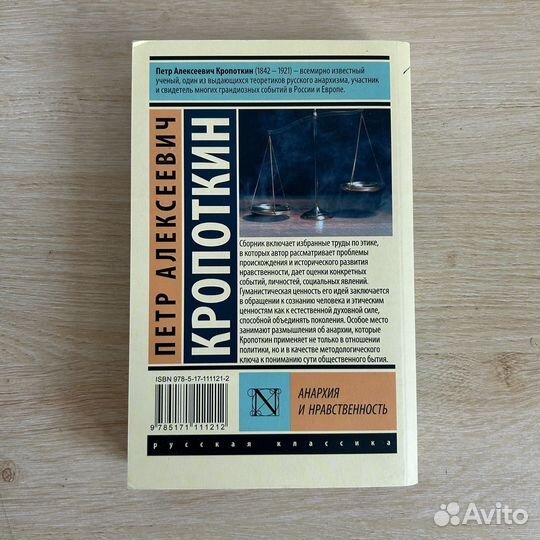 Петр Алексеевич Кропоткин (1842 – 1921) – всемирно известный
ученый, один из выдающихся теоретиков русского анархизма, участник
и свидетель многих грандиозных событий в России и Европе.
ПЕТР АЛЕКСЕЕВИЧ
КРОПОТКИН
Сборник включает избранные труды по этике,
в которых автор рассматривает проблемы
происхождения и исторического развития
нравственности, дает оценки конкретных
событий, личностей, социальных явлений.
Гуманистическая ценность его идей заключается
в обращении к сознанию человека и этическим
ценностям как к естественной духовной силе,
способной объединять поколения. Особое место
занимают размышления об анархии, которые
Кропоткин применяет не только в отношении
политики, но и в качестве методологического
ключа к пониманию сути общественного бытия.
ISBN 978-5-17-111121-2
9 785171 111212
N
АНАРХИЯ
И НРАВСТВЕННОСТЬ
русская классика
Avito